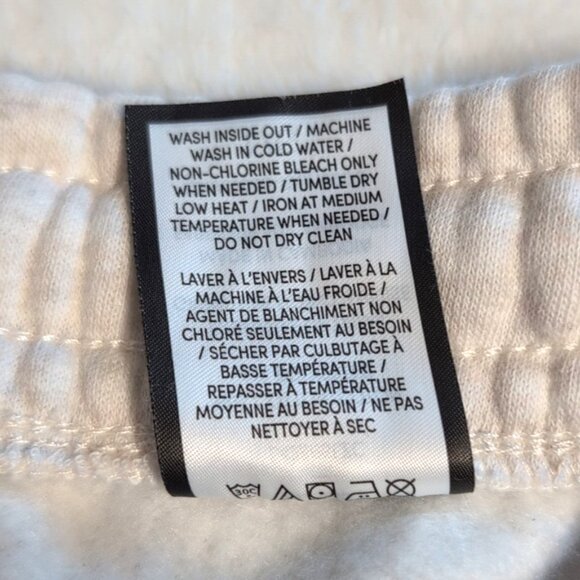 WASH INSIDE OUT / MACHINE
WASH IN COLD WATER /
NON-CHLORINE BLEACH ONLY
WHEN NEEDED / TUMBLE DRY
LOW HEAT / IRON AT MEDIUM
TEMPERATURE WHEN NEEDED /
DO NOT DRY CLEAN
LAVER À L'ENVERS / LAVER À LA
MACHINE À L'EAU FROIDE /
AGENT DE BLANCHIMENT NON
CHLORÉ SEULEMENT AU BESOIN
/ SÉCHER PAR CULBUTAGE À
BASSE TEMPÉRATURE /
REPASSER À TEMPÉRATURE
MOYENNE AU BESOIN / NE PAS
NETTOYER À SEC
30C